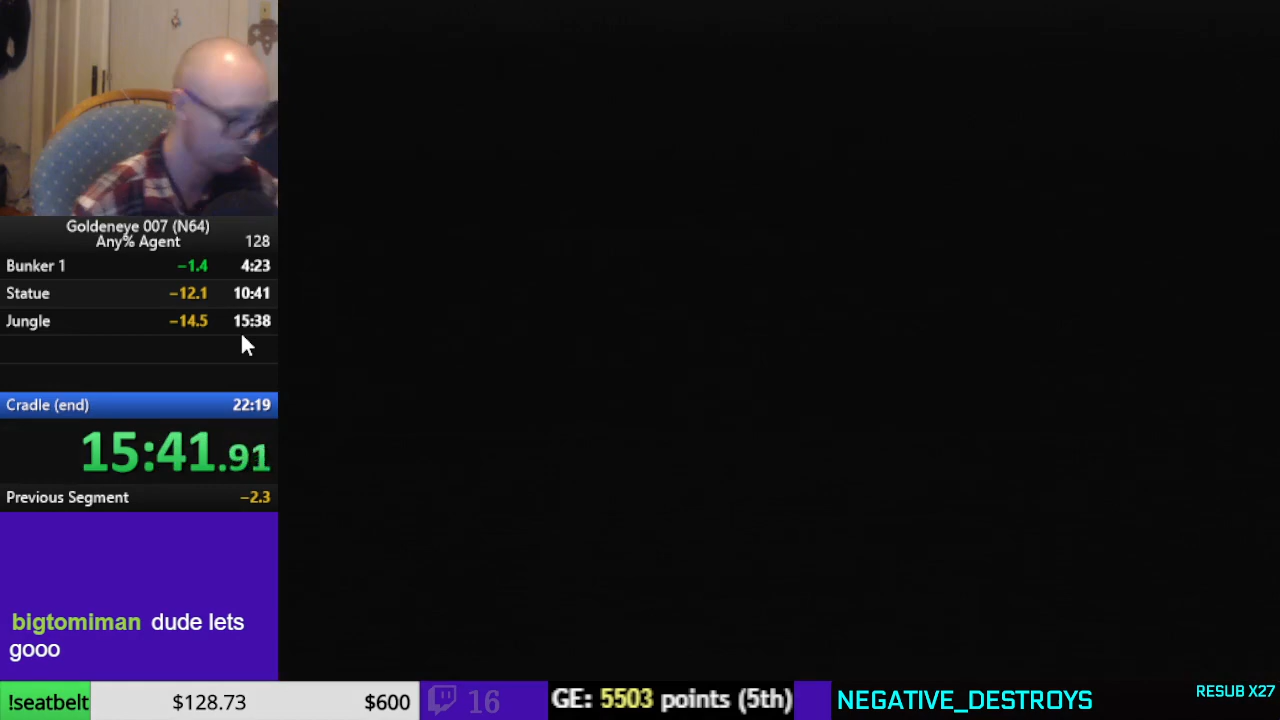 Goldeneye 007 (N64)
Any% Agent 128
Bunker 1 −1.4 4:23
Statue −12.1 10:41
Jungle −14.5 15:38
Cradle (end) 22:19
15:41.91
Previous Segment −2.3
bigtomiman dude lets
gooo
!seatbelt $128.73 $600 16 GE: 5503 points (5th) NEGATIVE_DESTROYS RESUB X27